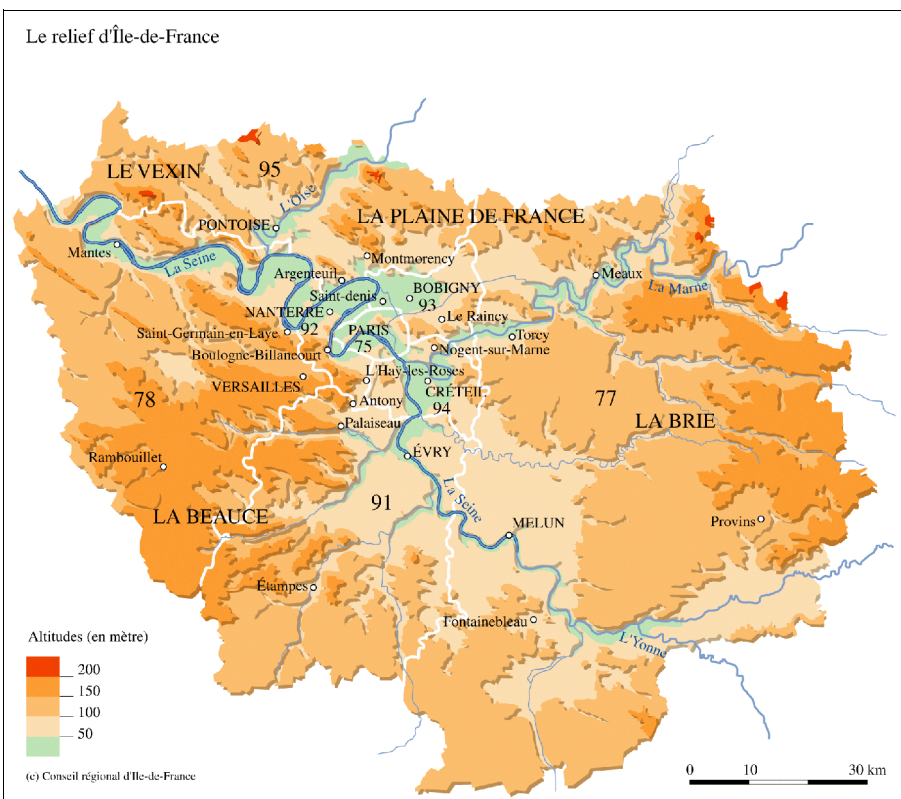 Le relief d'Île-de-France
LE VEXIN
95
L'Oise
PONTOISE
LA PLAINE DE FRANCE
Mantes
La Seine
Montmorency
Argenteuil
Meaux
La Marne
Saint-denis
BOBIGNY
93
NANTERRE
92
Le Raincy
Saint-Germain-en-Laye
PARIS
75
Torcy
Boulogne-Billancourt
Nogent-sur-Marne
L'Haÿ-les-Roses
VERSAILLES
CRÉTEIL
78
Antony
94
77
LA BRIE
Palaiseau
Rambouillet
ÉVRY
La Seine
91
LA BEAUCE
MELUN
Provins
Étampes
Fontainebleau
L'Yonne
Altitudes (en mètre)
200
150
100
50
(c) Conseil régional d'Ile-de-France
0 10 30 km